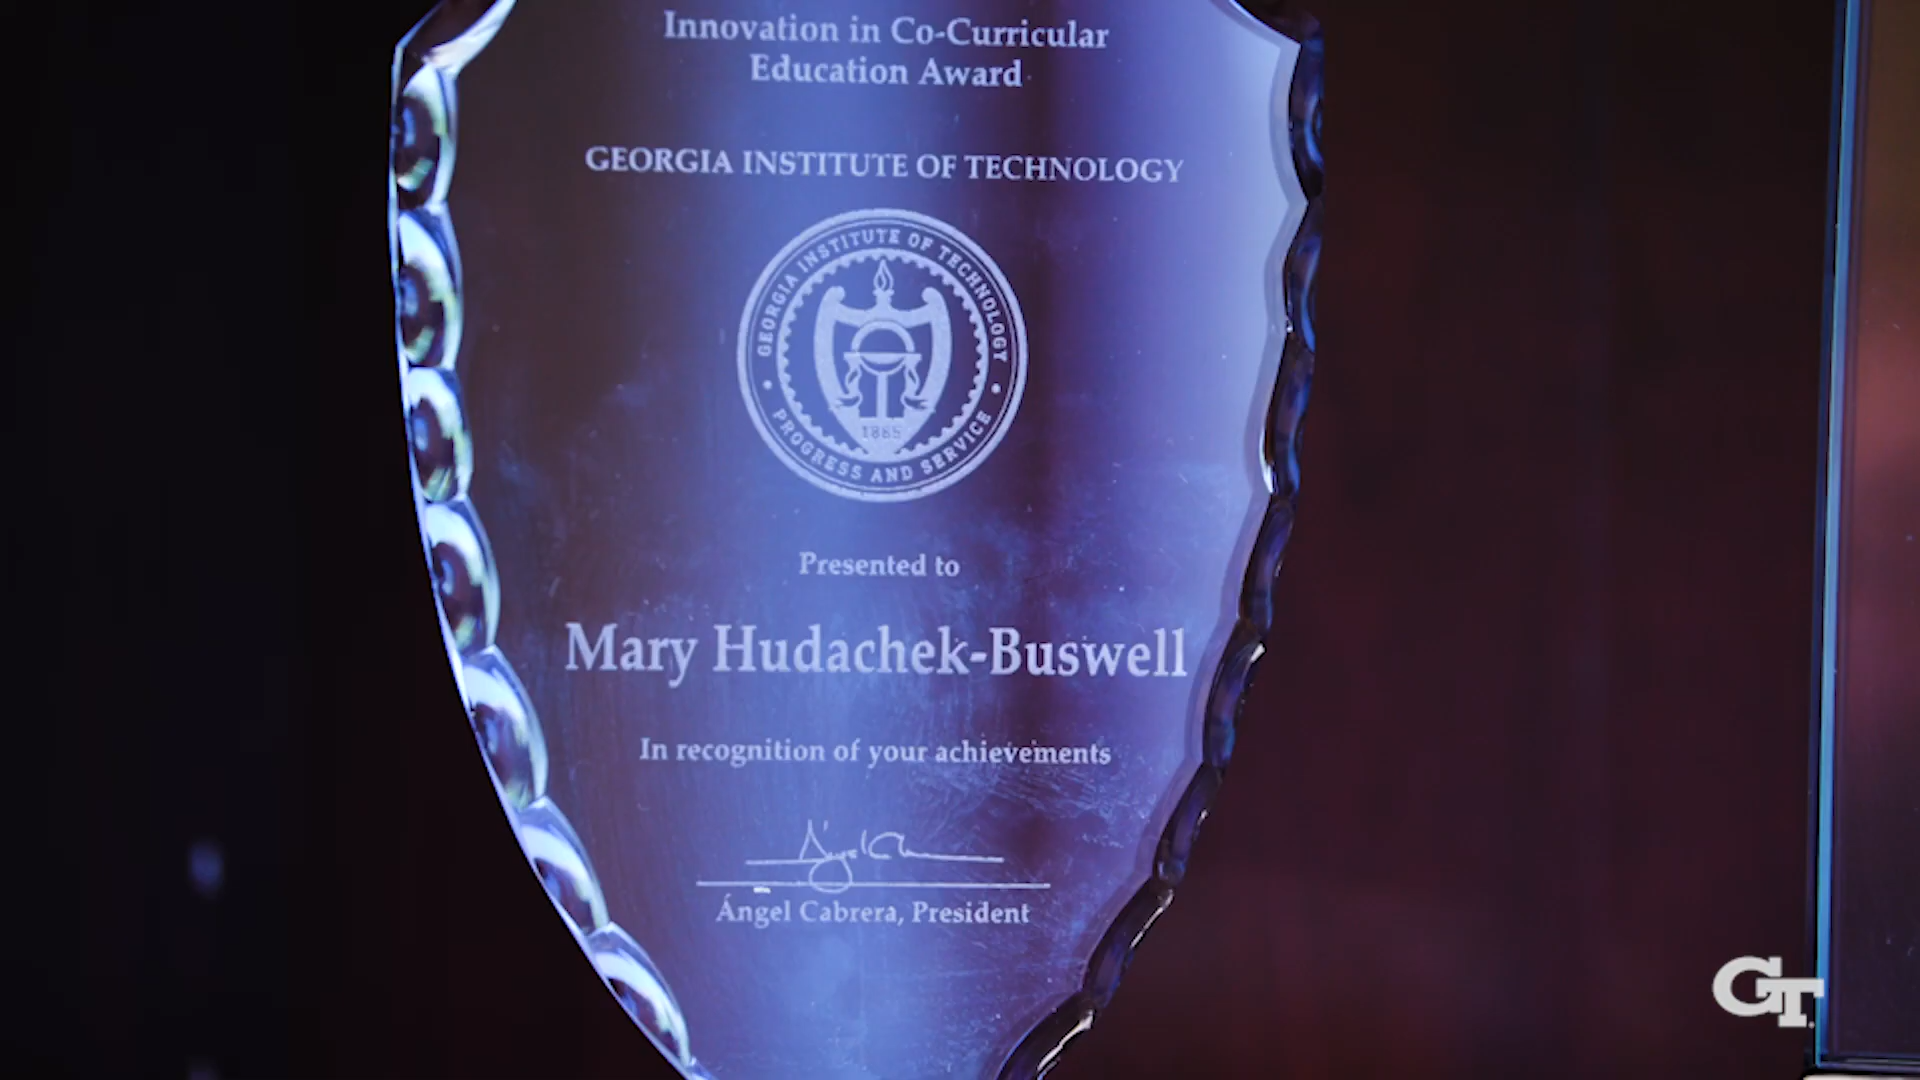 Innovation in Co-Curricular
Education Award
GEORGIA INSTITUTE OF TECHNOLOGY
GEORGIA INSTITUTE OF TECHNOLOGY
1885
PROGRESS AND SERVICE
Presented to
Mary Hudachek-Buswell
In recognition of your achievements
Ángel Cabrera, President
GT